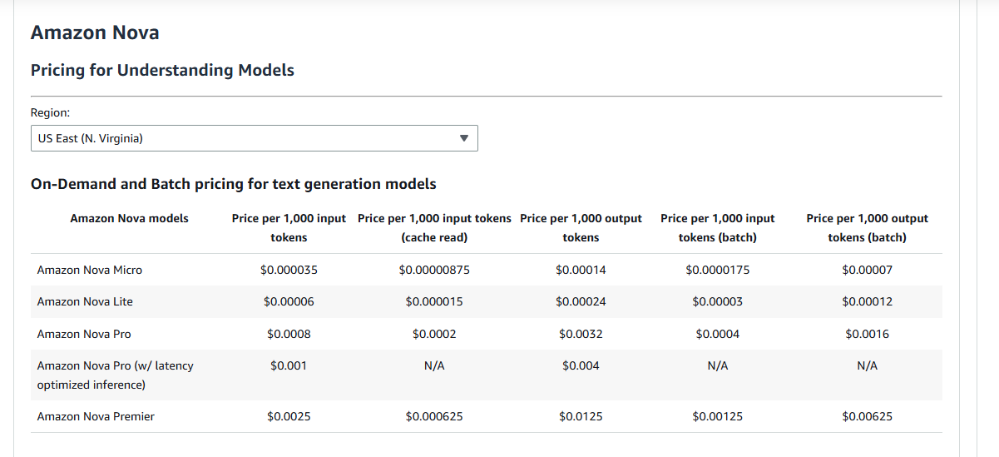 Amazon Nova
Pricing for Understanding Models
Region:
US East (N. Virginia)
On-Demand and Batch pricing for text generation models
Amazon Nova models Price per 1,000 input tokens Price per 1,000 input tokens (cache read) Price per 1,000 output tokens Price per 1,000 input tokens (batch) Price per 1,000 output tokens (batch)
Amazon Nova Micro $0.000035 $0.00000875 $0.00014 $0.0000175 $0.00007
Amazon Nova Lite $0.00006 $0.000015 $0.00024 $0.00003 $0.00012
Amazon Nova Pro $0.0008 $0.0002 $0.0032 $0.0004 $0.0016
Amazon Nova Pro (w/ latency optimized inference) $0.001 N/A $0.004 N/A N/A
Amazon Nova Premier $0.0025 $0.000625 $0.0125 $0.00125 $0.00625